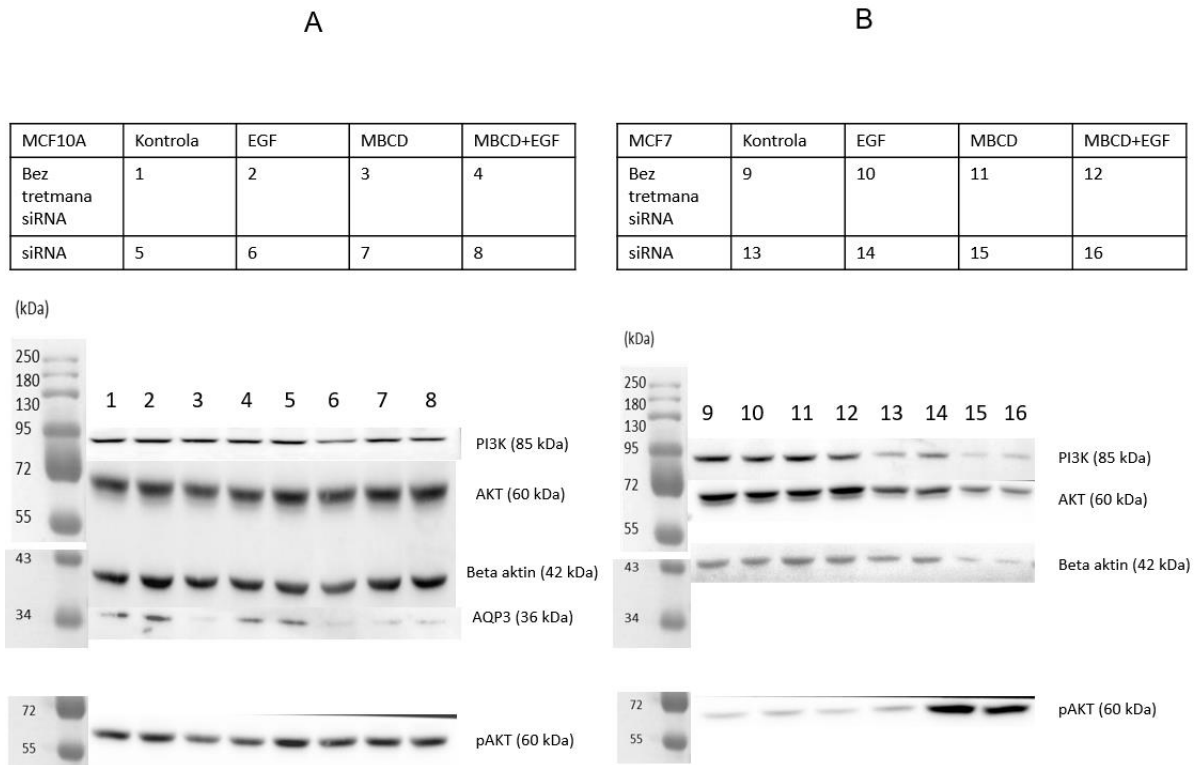 A
MCF10A Kontrola EGF MBCD MBCD+EGF
Bez 1 2 3 4
tretmana
siRNA
siRNA 5 6 7 8
(kDa)
250
180
130
95
72
55
43
34
1 2 3 4 5 6 7 8
PI3K (85 kDa)
AKT (60 kDa)
Beta aktin (42 kDa)
AQP3 (36 kDa)
72
55
pAKT (60 kDa)
B
MCF7 Kontrola EGF MBCD MBCD+EGF
Bez 9 10 11 12
tretmana
siRNA
siRNA 13 14 15 16
(kDa)
250
180
130
95
72
55
43
34
9 10 11 12 13 14 15 16
PI3K (85 kDa)
AKT (60 kDa)
Beta aktin (42 kDa)
72
55
pAKT (60 kDa)